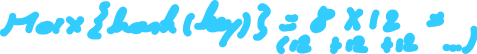 Max {hash(key)} = 8 X 12 =
(12 + 12 + 12 ...)